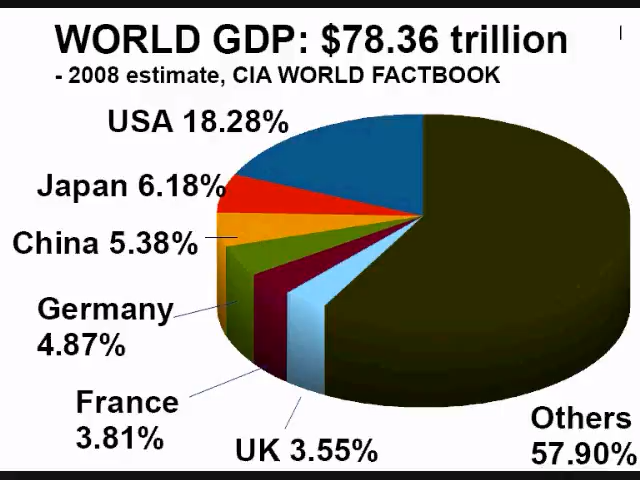 WORLD GDP: $78.36 trillion
- 2008 estimate, CIA WORLD FACTBOOK
USA 18.28%
Japan 6.18%
China 5.38%
Germany
4.87%
France
3.81%
UK 3.55%
Others
57.90%